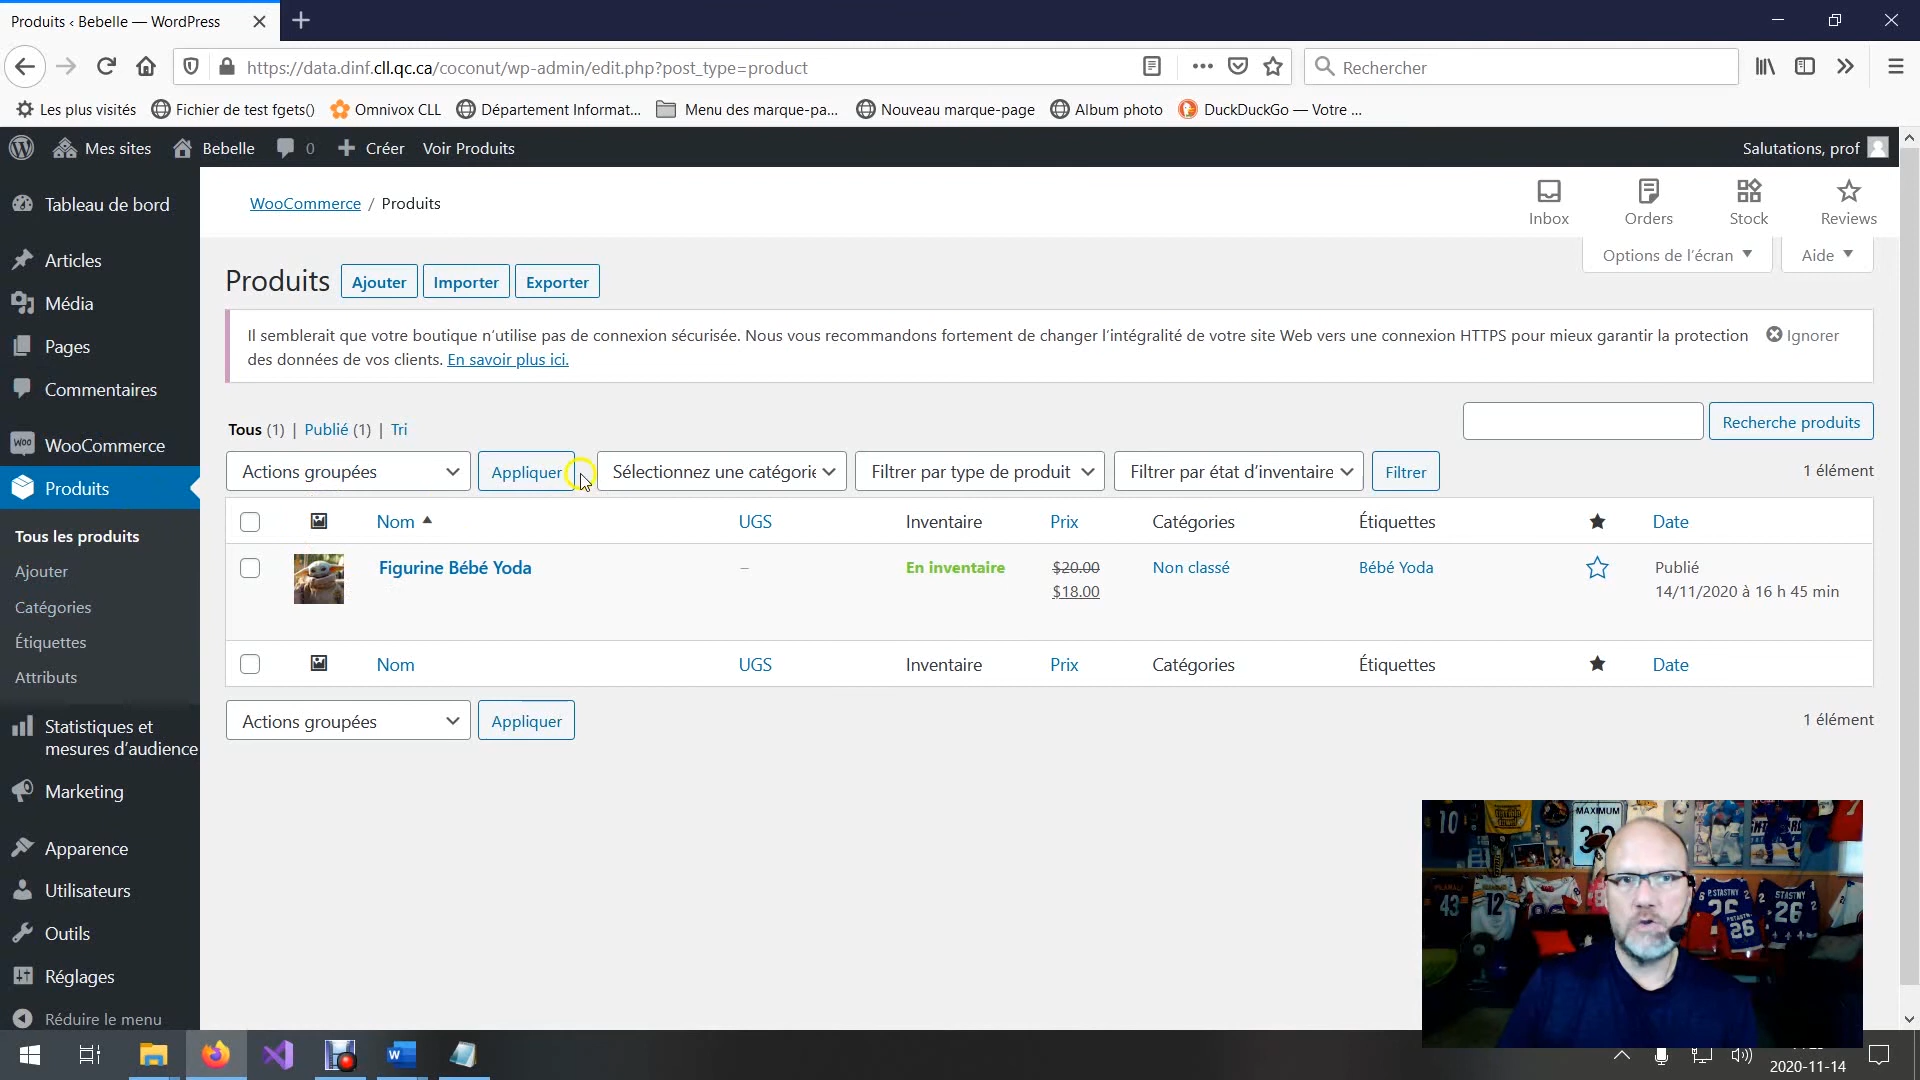 Produits ‹ Bebelle — WordPress
https://data.dinf.cll.qc.ca/coconut/wp-admin/edit.php?post_type=product
Rechercher
Les plus visités
Fichier de test fgets()
Omnivox CLL
Département Informat...
Menu des marque-pa...
Nouveau marque-page
Album photo
DuckDuckGo — Votre ...
Mes sites
Bebelle
0
Créer
Voir Produits
Salutations, prof
Tableau de bord
Articles
Média
Pages
Commentaires
WooCommerce
Produits
Tous les produits
Ajouter
Catégories
Étiquettes
Attributs
Statistiques et
mesures d’audience
Marketing
Apparence
Utilisateurs
Outils
Réglages
Réduire le menu
WooCommerce / Produits
Inbox
Orders
Stock
Reviews
Options de l’écran
Aide
Produits
Ajouter
Importer
Exporter
Il semblerait que votre boutique n’utilise pas de connexion sécurisée. Nous vous recommandons fortement de changer l’intégralité de votre site Web vers une connexion HTTPS pour mieux garantir la protection
des données de vos clients. En savoir plus ici.
Ignorer
Tous (1) | Publié (1) | Tri
Recherche produits
Actions groupées
Appliquer
Sélectionnez une catégorie
Filtrer par type de produit
Filtrer par état d’inventaire
Filtrer
1 élément
Nom
UGS
Inventaire
Prix
Catégories
Étiquettes
Date
Figurine Bébé Yoda
–
En inventaire
$20.00
$18.00
Non classé
Bébé Yoda
Publié
14/11/2020 à 16 h 45 min
Nom
UGS
Inventaire
Prix
Catégories
Étiquettes
Date
Actions groupées
Appliquer
1 élément
10
MAXIMUM
43
12
P. STASTNY
26
STASTNY
26
26
2020-11-14